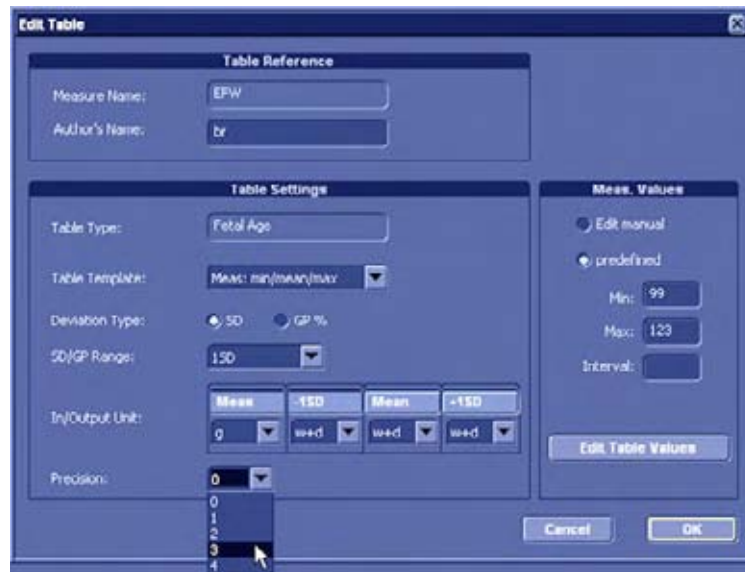 Edit Table
Table Reference
Measure Name: EFW
Author's Name: br
Table Settings
Table Type: Fetal Age
Table Template: Meas: min/mean/max
Deviation Type: SD GP %
SD/GP Range: 1SD
Meas -1SD Mean +1SD
In/Output Unit:
g w+d w+d w+d
Precision: 0
0
1
2
3
4
Meas. Values
Edit manual
predefined
Min: 99
Max: 123
Interval:
Edit Table Values
Cancel OK